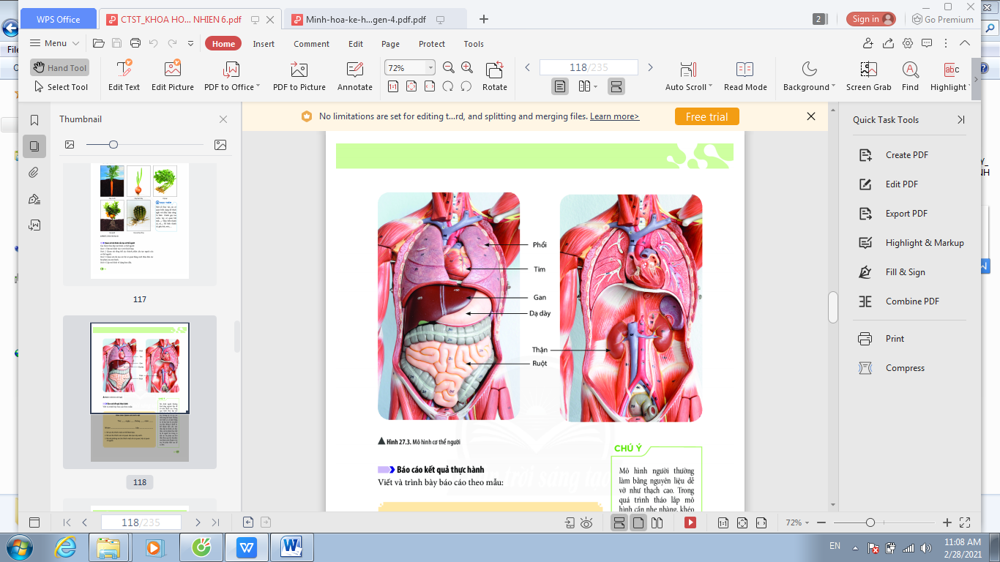 WPS Office
CTST_KHOA HO... NHIEN 6.pdf
Minh-hoa-ke-h...gen-4.pdf.pdf
2
Sign in
Go Premium
Menu
Home
Insert
Comment
Edit
Page
Protect
Tools
Hand Tool
Select Tool
Edit Text
Edit Picture
PDF to Office
PDF to Picture
Annotate
72%
Rotate
118/235
Auto Scroll
Read Mode
Background
Screen Grab
Find
Highlight
Thumbnail
117
118
No limitations are set for editing t...rd, and splitting and merging files. Learn more>
Free trial
Phổi
Tim
Gan
Dạ dày
Thận
Ruột
Hình 27.3. Mô hình cơ thể người
Báo cáo kết quả thực hành
Viết và trình bày báo cáo theo mẫu:
CHÚ Ý
Mô hình người thường
làm bằng nguyên liệu dễ
vỡ như thạch cao. Trong
quá trình tháo lắp mô
hình cần nhẹ nhàng, khéo
Quick Task Tools
Create PDF
Edit PDF
Export PDF
Highlight & Markup
Fill & Sign
Combine PDF
Print
Compress
118/235
72%
EN
11:08 AM
2/28/2021